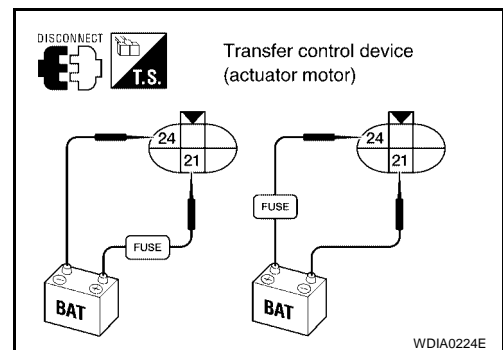 DISCONNECT
T.S.
Transfer control device
(actuator motor)
24
21
FUSE
BAT
24
21
FUSE
BAT
WDIA0224E